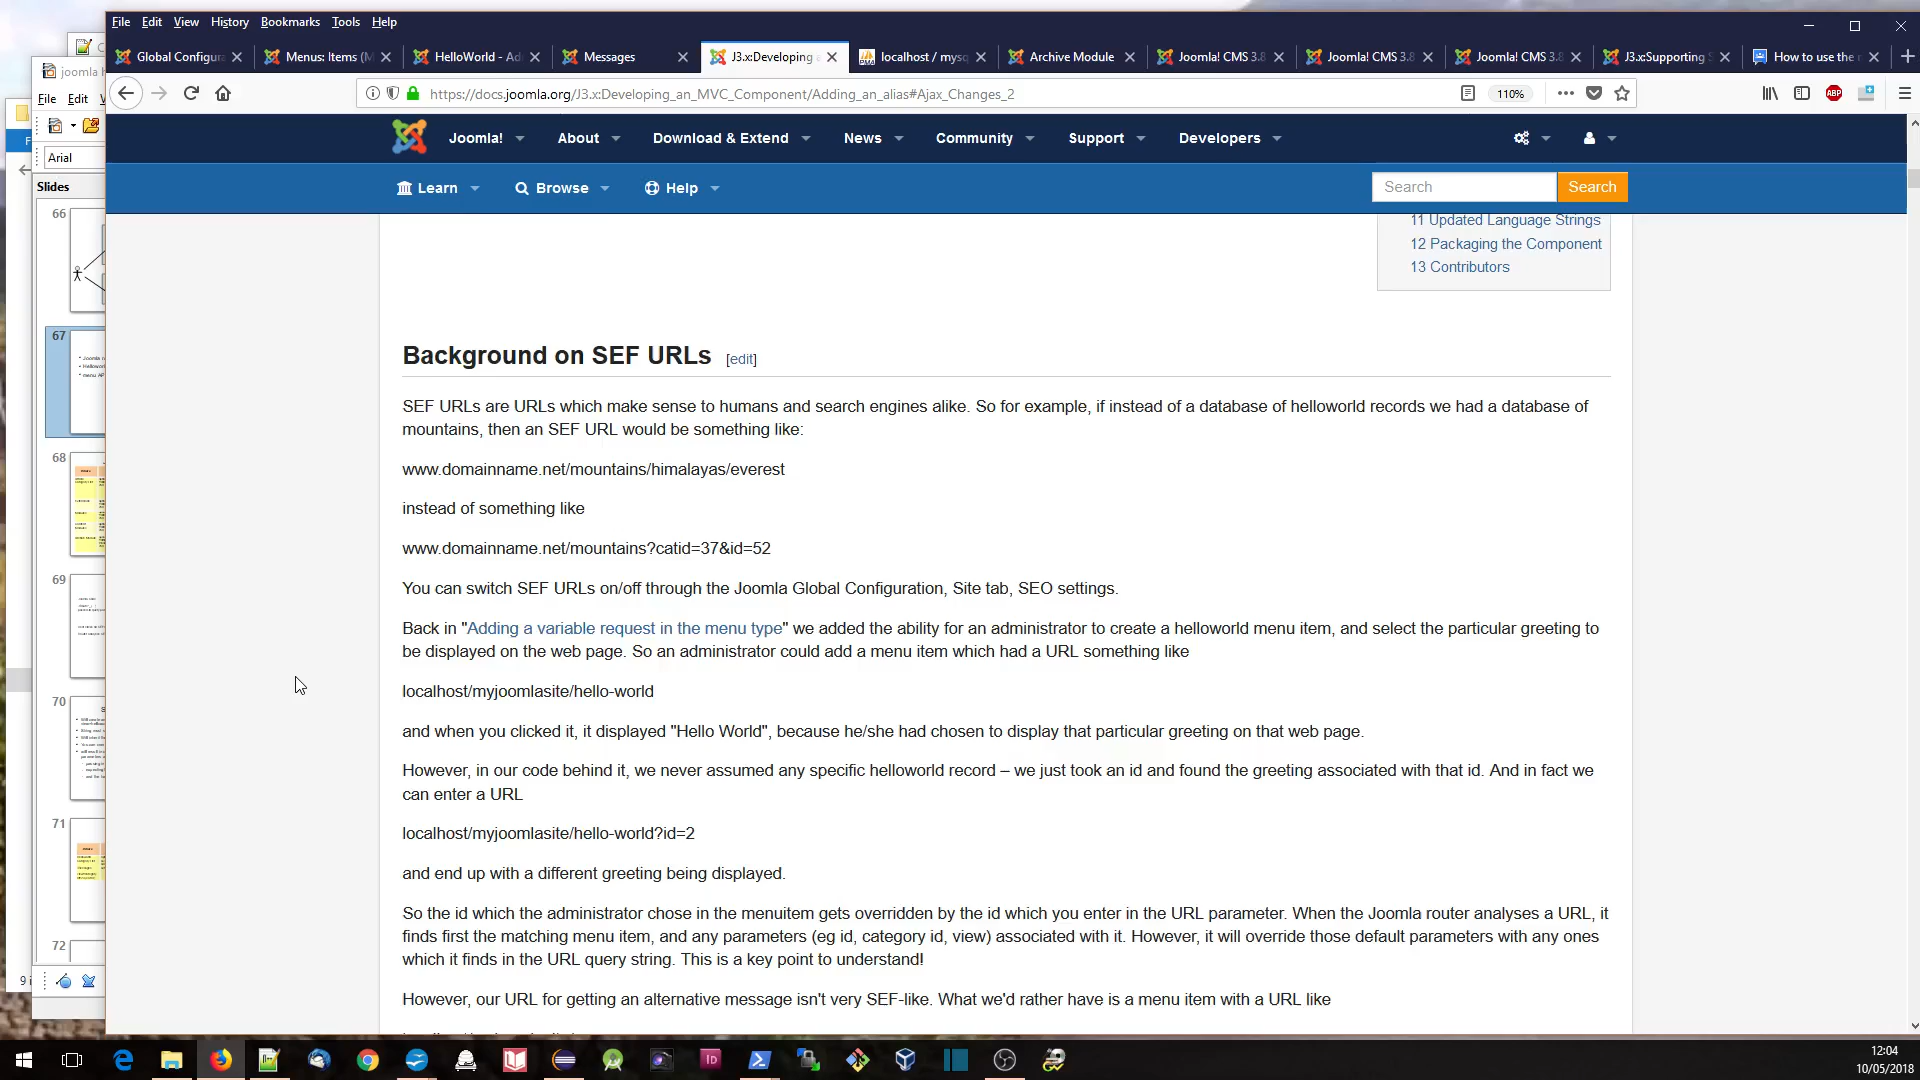 File Edit View History Bookmarks Tools Help
Global Configura
Menus: Items (M
HelloWorld - Ad
Messages
J3.x:Developing a
localhost / mysq
Archive Module
Joomla! CMS 3.8
Joomla! CMS 3.8
Joomla! CMS 3.8
J3.x:Supporting S
How to use the
joomla h
https://docs.joomla.org/J3.x:Developing_an_MVC_Component/Adding_an_alias#Ajax_Changes_2
110%
ABP
File Edit V
Joomla! About Download & Extend News Community Support Developers
Arial
Slides
Learn Browse Help
Search
Search
66
67
68
69
70
71
72
11 Updated Language Strings
12 Packaging the Component
13 Contributors
Background on SEF URLs [edit]
SEF URLs are URLs which make sense to humans and search engines alike. So for example, if instead of a database of helloworld records we had a database of
mountains, then an SEF URL would be something like:
www.domainname.net/mountains/himalayas/everest
instead of something like
www.domainname.net/mountains?catid=37&id=52
You can switch SEF URLs on/off through the Joomla Global Configuration, Site tab, SEO settings.
Back in "Adding a variable request in the menu type" we added the ability for an administrator to create a helloworld menu item, and select the particular greeting to
be displayed on the web page. So an administrator could add a menu item which had a URL something like
localhost/myjoomlasite/hello-world
and when you clicked it, it displayed "Hello World", because he/she had chosen to display that particular greeting on that web page.
However, in our code behind it, we never assumed any specific helloworld record – we just took an id and found the greeting associated with that id. And in fact we
can enter a URL
localhost/myjoomlasite/hello-world?id=2
and end up with a different greeting being displayed.
So the id which the administrator chose in the menuitem gets overridden by the id which you enter in the URL parameter. When the Joomla router analyses a URL, it
finds first the matching menu item, and any parameters (eg id, category id, view) associated with it. However, it will override those default parameters with any ones
which it finds in the URL query string. This is a key point to understand!
However, our URL for getting an alternative message isn't very SEF-like. What we'd rather have is a menu item with a URL like
12:04
10/05/2018